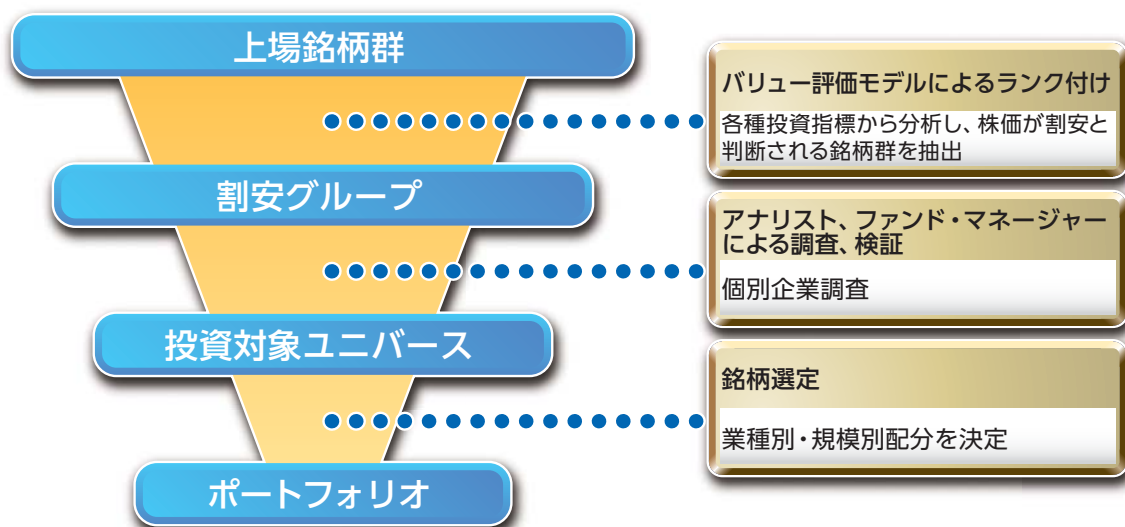 上場銘柄群
バリュー評価モデルによるランク付け
各種投資指標から分析し、株価が割安と
判断される銘柄群を抽出
割安グループ
アナリスト、ファンド・マネージャー
による調査、検証
個別企業調査
投資対象ユニバース
銘柄選定
業種別・規模別配分を決定
ポートフォリオ